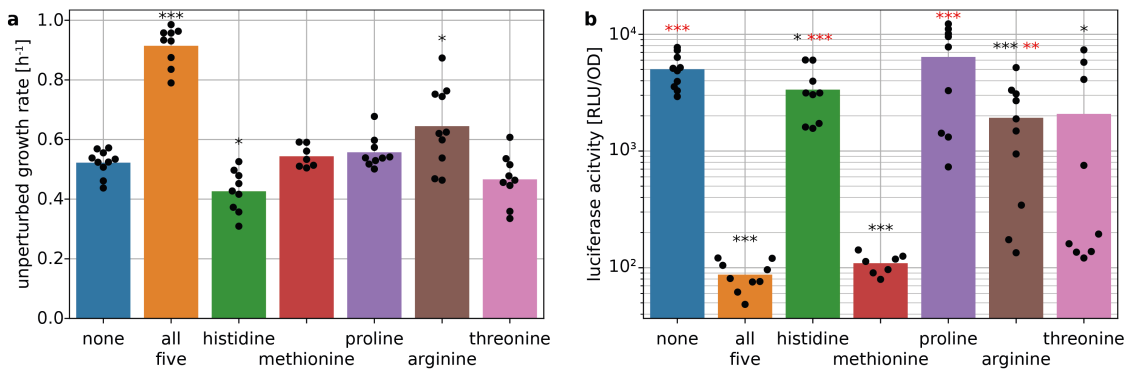 a
unperturbed growth rate [h⁻¹]
1.0
0.8
0.6
0.4
0.2
0.0
***
*
*
none
all
five
histidine
methionine
proline
arginine
threonine
b
luciferase acitvity [RLU/OD]
10⁴
10³
10²
***
***
* ***
***
***
*** **
*
none
all
five
histidine
methionine
proline
arginine
threonine